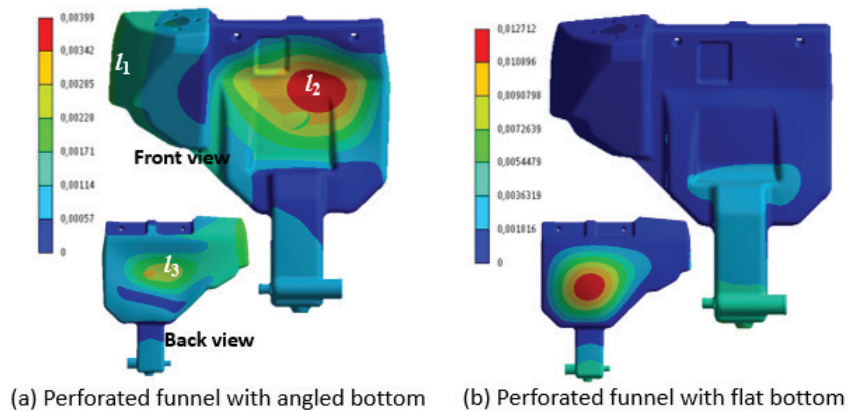 0,00399
0,00342
0,00285
0,00228
0,00171
0,00114
0,00057
0
l1
l2
Front view
l3
Back view
(a) Perforated funnel with angled bottom
0,012712
0,010896
0,0090798
0,0072639
0,0054479
0,0036319
0,001816
0
(b) Perforated funnel with flat bottom